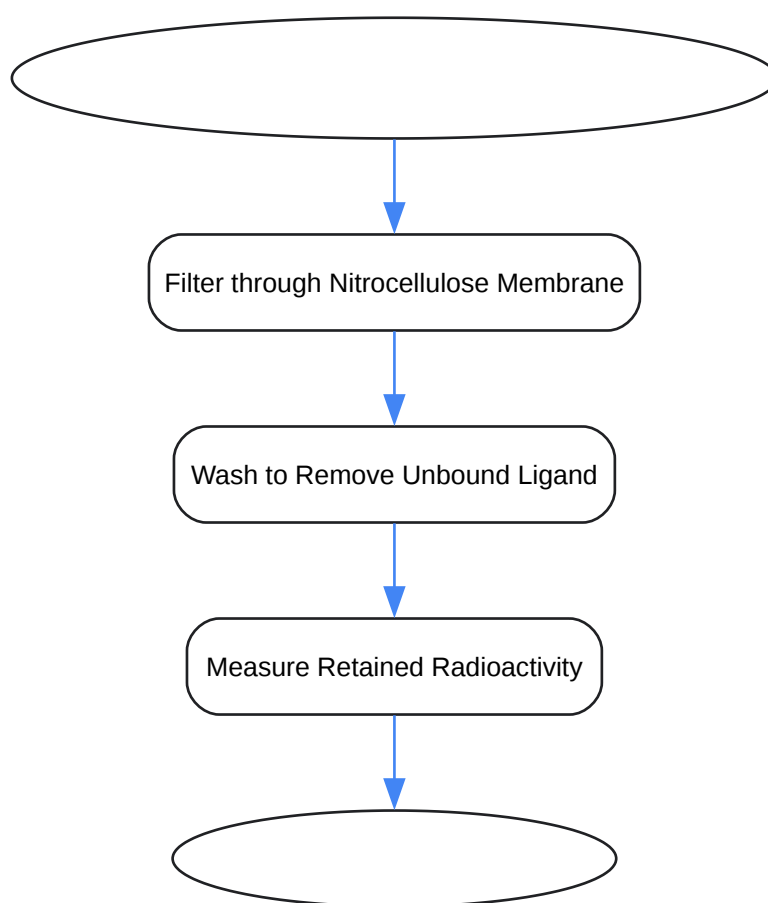 Filter through Nitrocellulose Membrane
Wash to Remove Unbound Ligand
Measure Retained Radioactivity